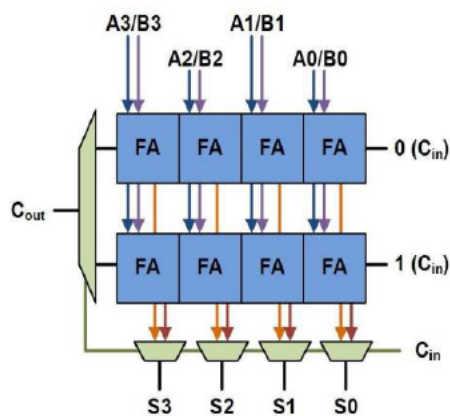 A3/B3 A1/B1
A2/B2 A0/B0
FA FA FA FA 0 (Cin)
Cout
FA FA FA FA 1 (Cin)
Cin
S3 S2 S1 S0